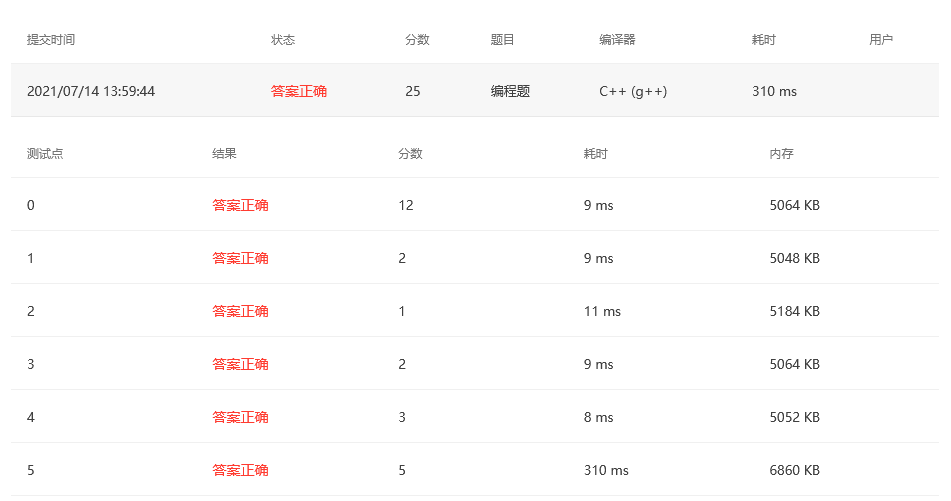 提交时间 状态 分数 题目 编译器 耗时 用户
2021/07/14 13:59:44 答案正确 25 编程题 C++ (g++) 310 ms
测试点 结果 分数 耗时 内存
0 答案正确 12 9 ms 5064 KB
1 答案正确 2 9 ms 5048 KB
2 答案正确 1 11 ms 5184 KB
3 答案正确 2 9 ms 5064 KB
4 答案正确 3 8 ms 5052 KB
5 答案正确 5 310 ms 6860 KB